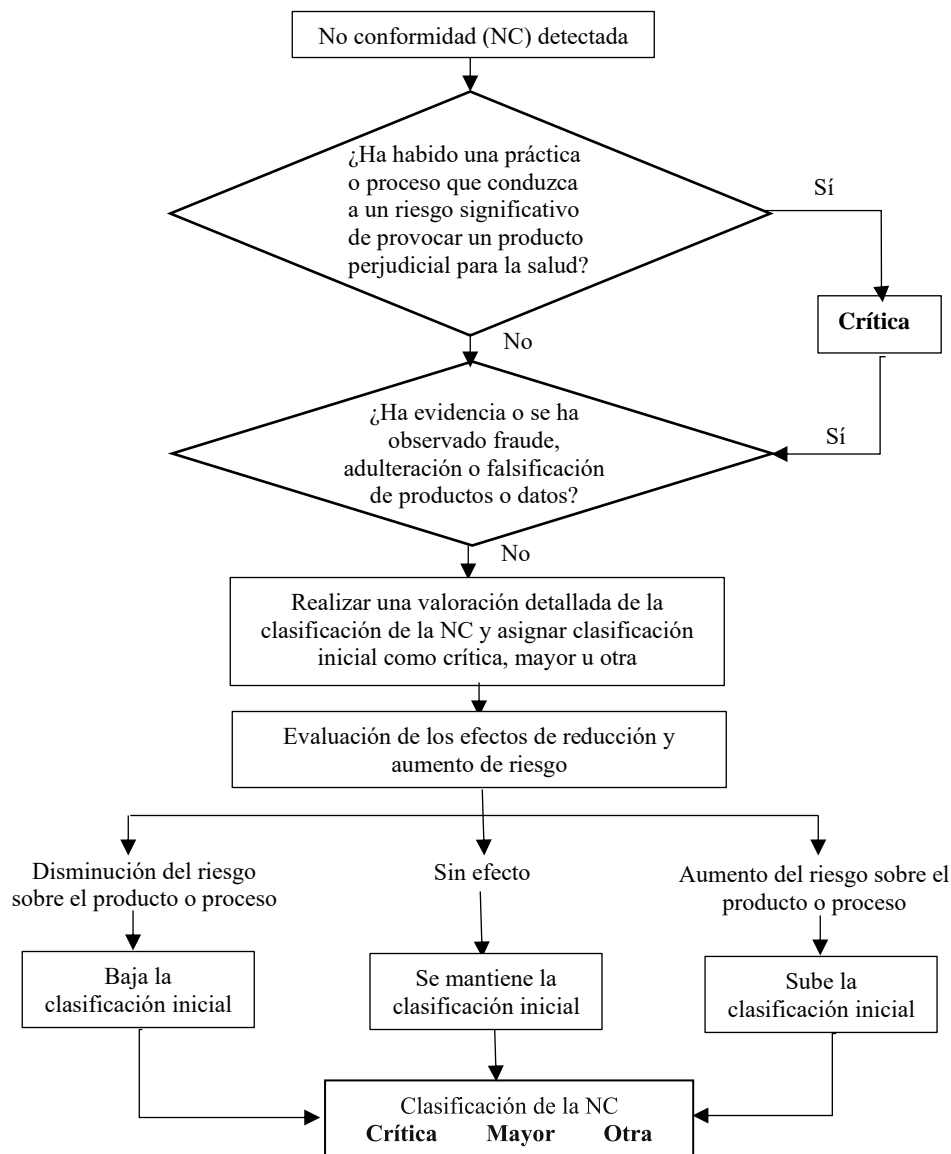 No conformidad (NC) detectada
¿Ha habido una práctica
o proceso que conduzca
a un riesgo significativo
de provocar un producto
perjudicial para la salud?
Sí
Crítica
No
¿Ha evidencia o se ha
observado fraude,
adulteración o falsificación
de productos o datos?
Sí
No
Realizar una valoración detallada de la
clasificación de la NC y asignar clasificación
inicial como crítica, mayor u otra
Evaluación de los efectos de reducción y
aumento de riesgo
Disminución del riesgo
sobre el producto o proceso
Sin efecto
Aumento del riesgo sobre el
producto o proceso
Baja la
clasificación inicial
Se mantiene la
clasificación inicial
Sube la
clasificación inicial
Clasificación de la NC
Crítica Mayor Otra